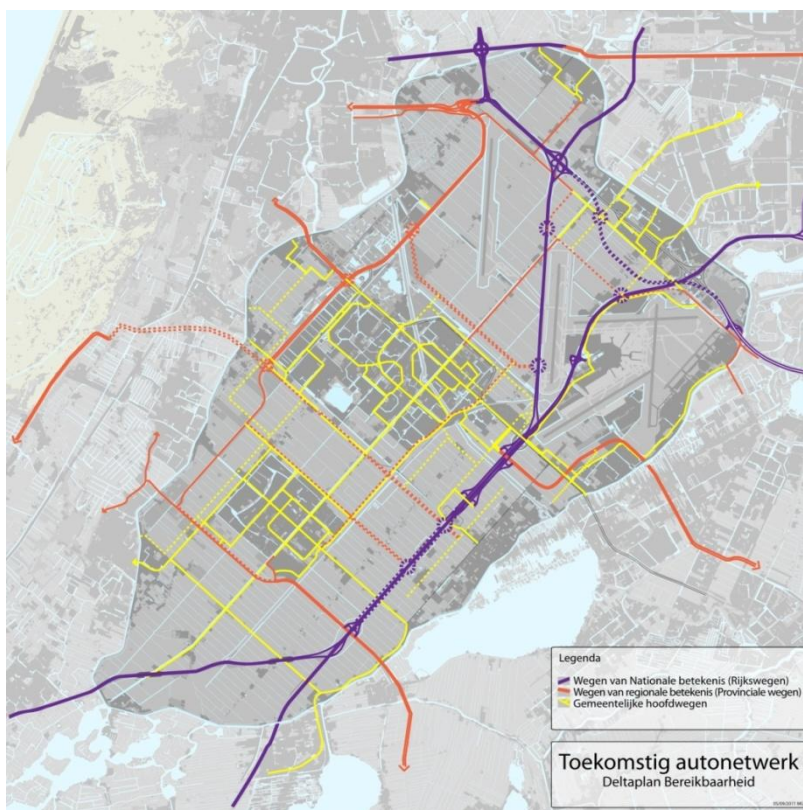 Legenda
Wegen van Nationale betekenis (Rijkswegen)
Wegen van regionale betekenis (Provinciale wegen)
Gemeentelijke hoofdwegen
Toekomstig autonetwerk
Deltaplan Bereikbaarheid